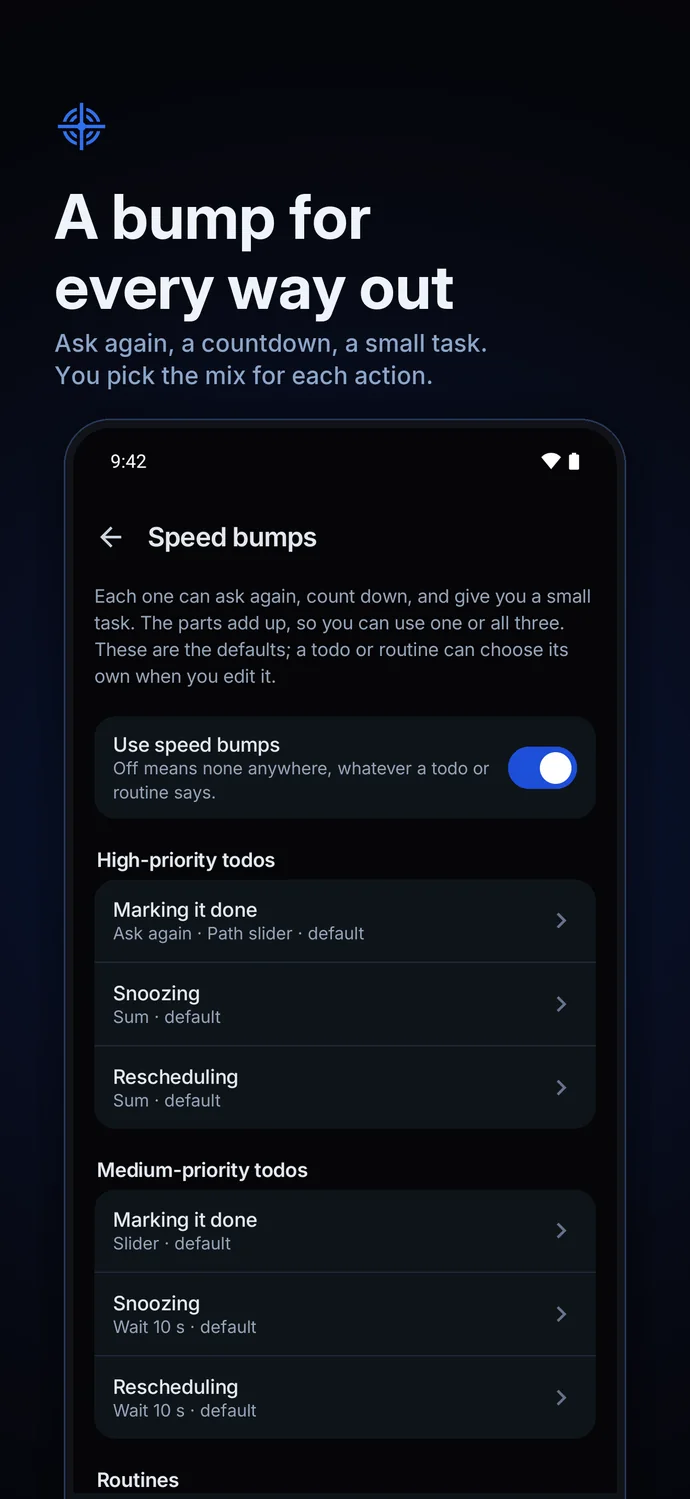 A bump for
every way out
Ask again, a countdown, a small task.
You pick the mix for each action.
9:42
Speed bumps
Each one can ask again, count down, and give you a small
task. The parts add up, so you can use one or all three.
These are the defaults; a todo or routine can choose its
own when you edit it.
Use speed bumps
Off means none anywhere, whatever a todo or
routine says.
High-priority todos
Marking it done
Ask again · Path slider · default
Snoozing
Sum · default
Rescheduling
Sum · default
Medium-priority todos
Marking it done
Slider · default
Snoozing
Wait 10 s · default
Rescheduling
Wait 10 s · default
Routines